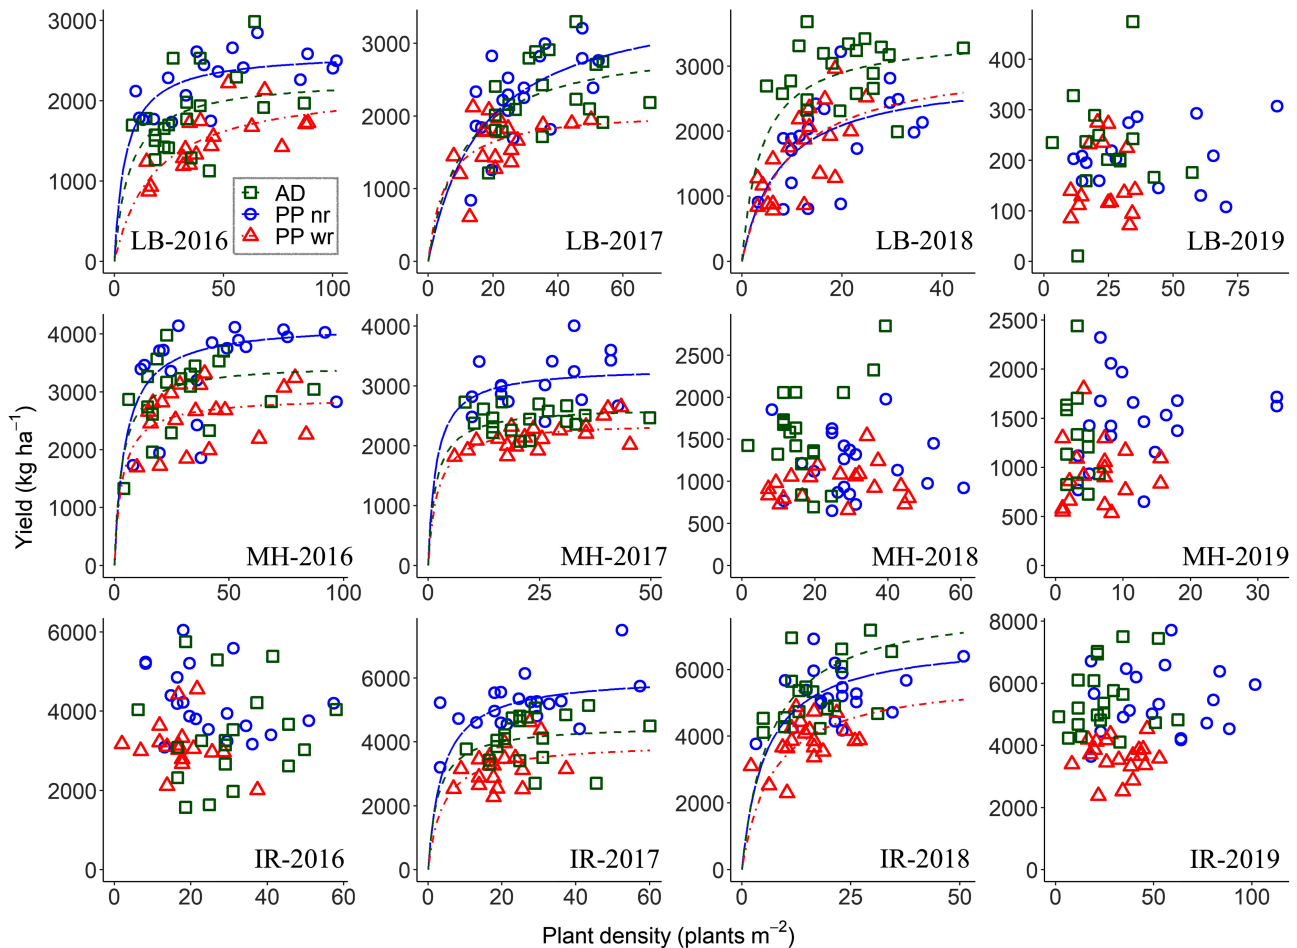 3000
2000
1000
0
0 50 100
AD
PP nr
PP wr
LB-2016
3000
2000
1000
0
0 20 40 60
LB-2017
3000
2000
1000
0
0 10 20 30 40
LB-2018
400
300
200
100
0
0 25 50 75
LB-2019
4000
3000
2000
1000
0
0 50 100
MH-2016
4000
3000
2000
1000
0
0 25 50
MH-2017
2500
2000
1500
1000
500
0
0 20 40 60
MH-2018
2500
2000
1500
1000
500
0
0 10 20 30
MH-2019
6000
4000
2000
0
0 20 40 60
IR-2016
6000
4000
2000
0
0 20 40 60
IR-2017
6000
4000
2000
0
0 25 50
IR-2018
8000
6000
4000
2000
0
0 50 100
IR-2019
Yield (kg ha⁻¹)
Plant density (plants m⁻²)